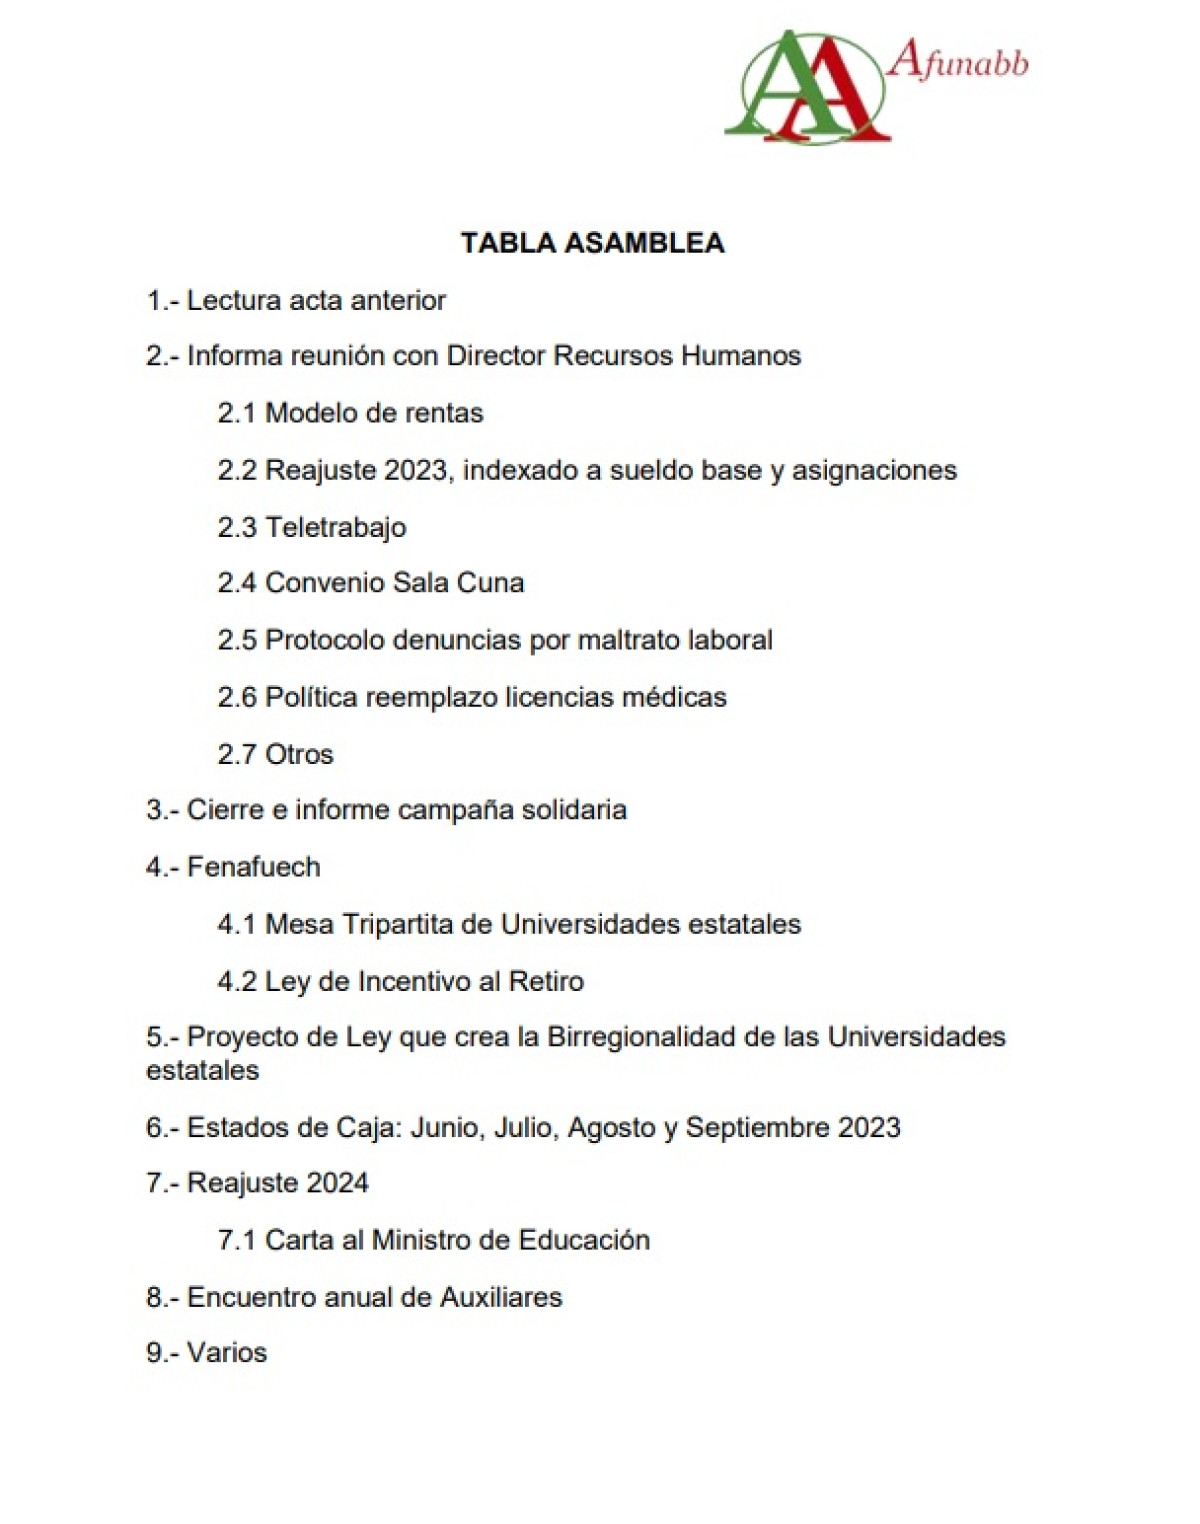 AA Afunabb
TABLA ASAMBLEA
1.- Lectura acta anterior
2.- Informa reunión con Director Recursos Humanos
2.1 Modelo de rentas
2.2 Reajuste 2023, indexado a sueldo base y asignaciones
2.3 Teletrabajo
2.4 Convenio Sala Cuna
2.5 Protocolo denuncias por maltrato laboral
2.6 Política reemplazo licencias médicas
2.7 Otros
3.- Cierre e informe campaña solidaria
4.- Fenafuech
4.1 Mesa Tripartita de Universidades estatales
4.2 Ley de Incentivo al Retiro
5.- Proyecto de Ley que crea la Birregionalidad de las Universidades
estatales
6.- Estados de Caja: Junio, Julio, Agosto y Septiembre 2023
7.- Reajuste 2024
7.1 Carta al Ministro de Educación
8.- Encuentro anual de Auxiliares
9.- Varios